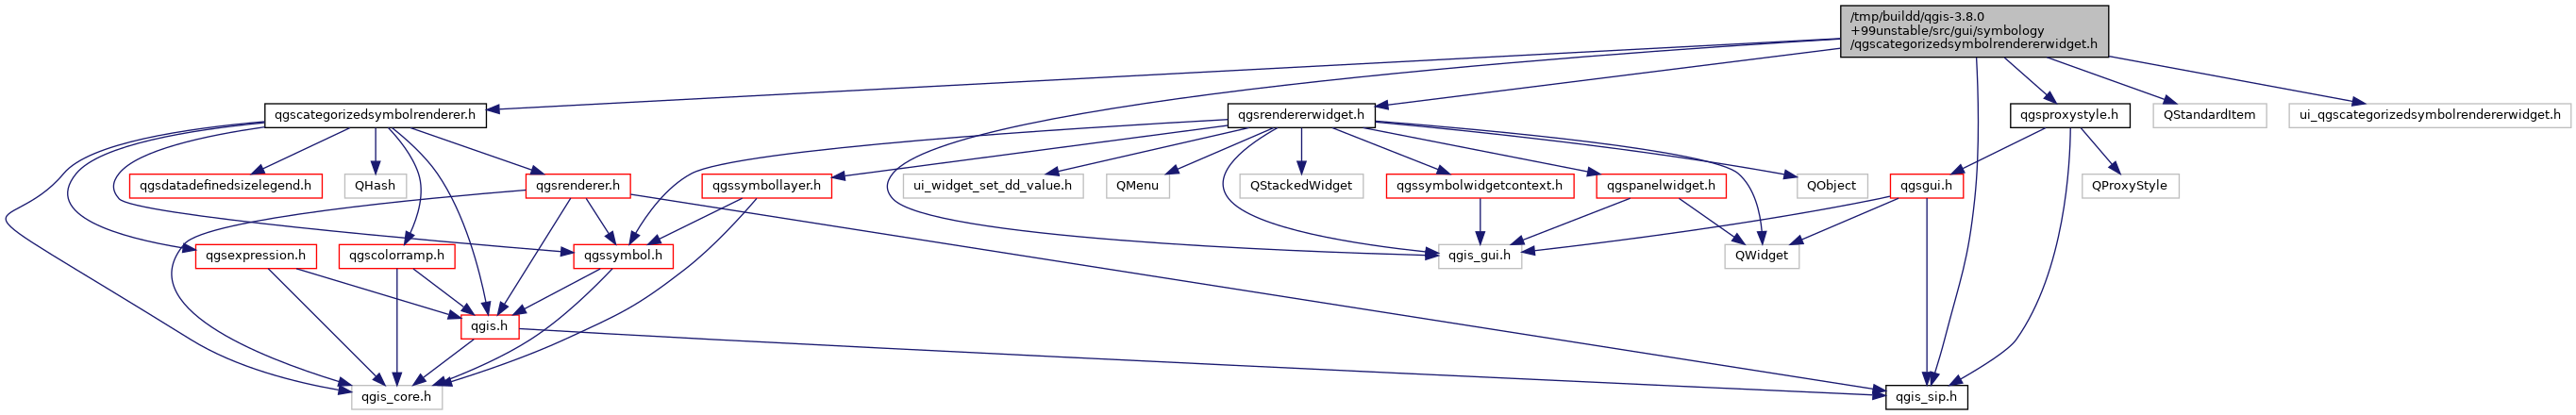 /tmp/buildd/qgis-3.8.0
+99unstable/src/gui/symbology
/qgscategorizedsymbolrendererwidget.h
qgscategorizedsymbolrenderer.h
qgsrendererwidget.h
qgsproxystyle.h
QStandardItem
ui_qgscategorizedsymbolrendererwidget.h
qgsdatadefinedsizelegend.h
QHash
qgsrenderer.h
qgssymbollayer.h
ui_widget_set_dd_value.h
QMenu
QStackedWidget
qgssymbolwidgetcontext.h
qgspanelwidget.h
QObject
qgsgui.h
QProxyStyle
qgsexpression.h
qgscolorramp.h
qgssymbol.h
qgis_gui.h
QWidget
qgis.h
qgis_core.h
qgis_sip.h